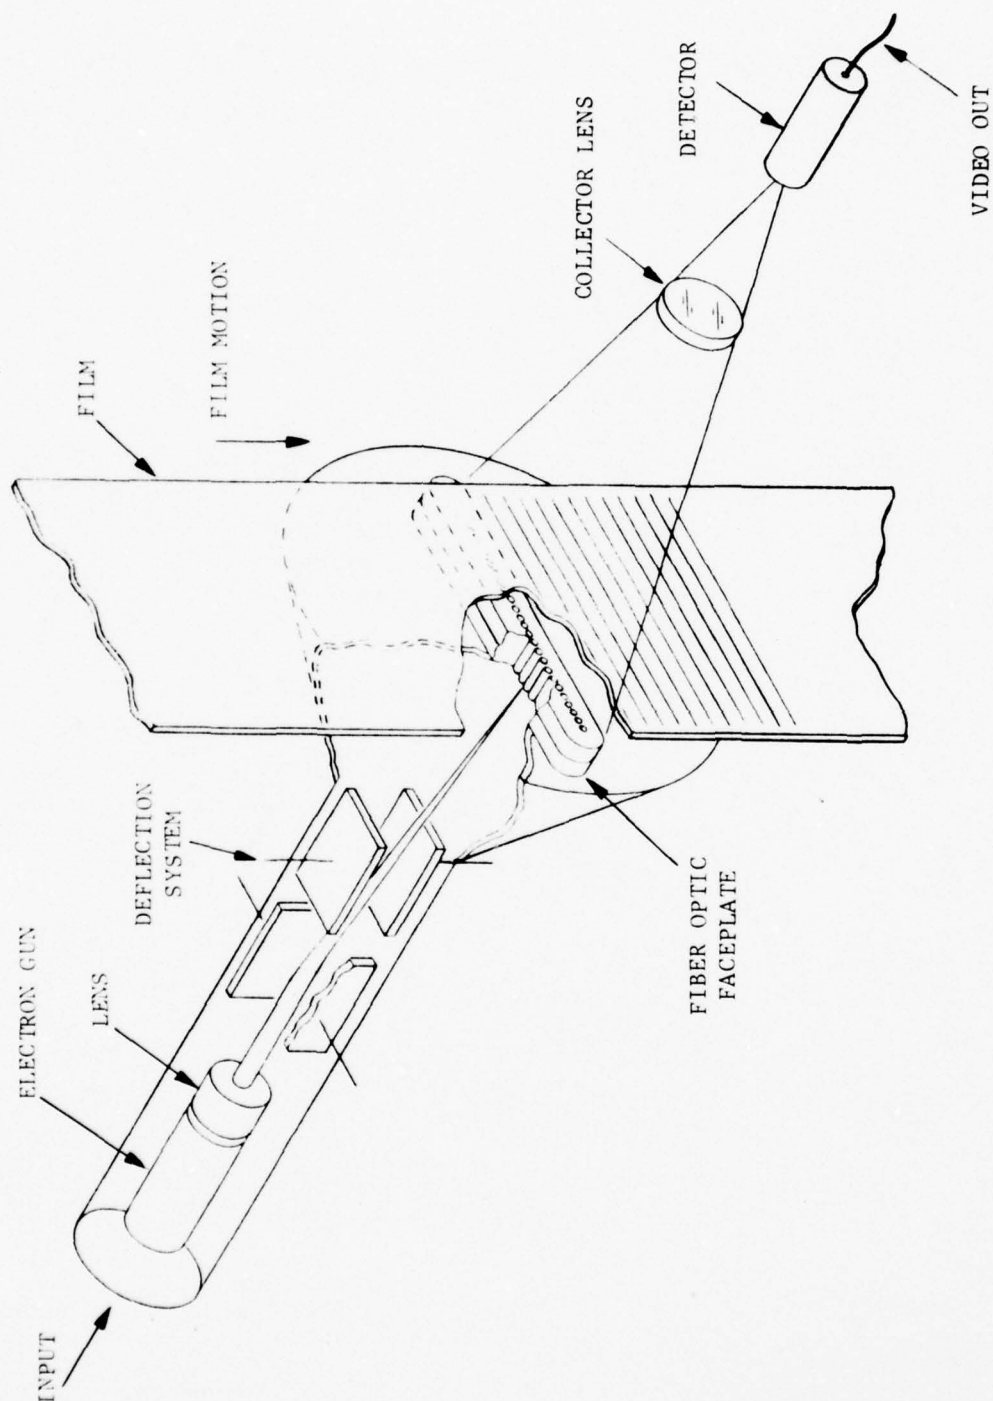 INPUT
ELECTRON GUN
LENS
DEFLECTION
SYSTEM
FILM
FILM MOTION
COLLECTOR LENS
DETECTOR
VIDEO OUT
FIBER OPTIC
FACEPLATE